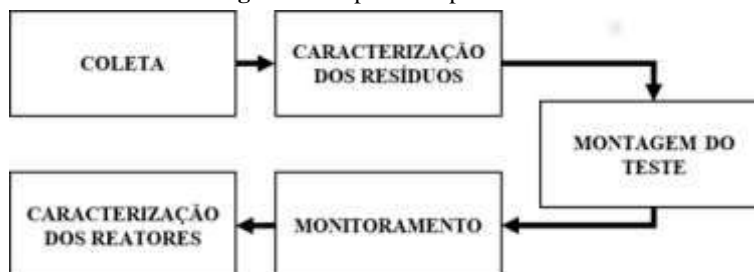 COLETA
CARACTERIZAÇÃO
DOS RESÍDUOS
MONTAGEM DO
TESTE
MONITORAMENTO
CARACTERIZAÇÃO
DOS REATORES